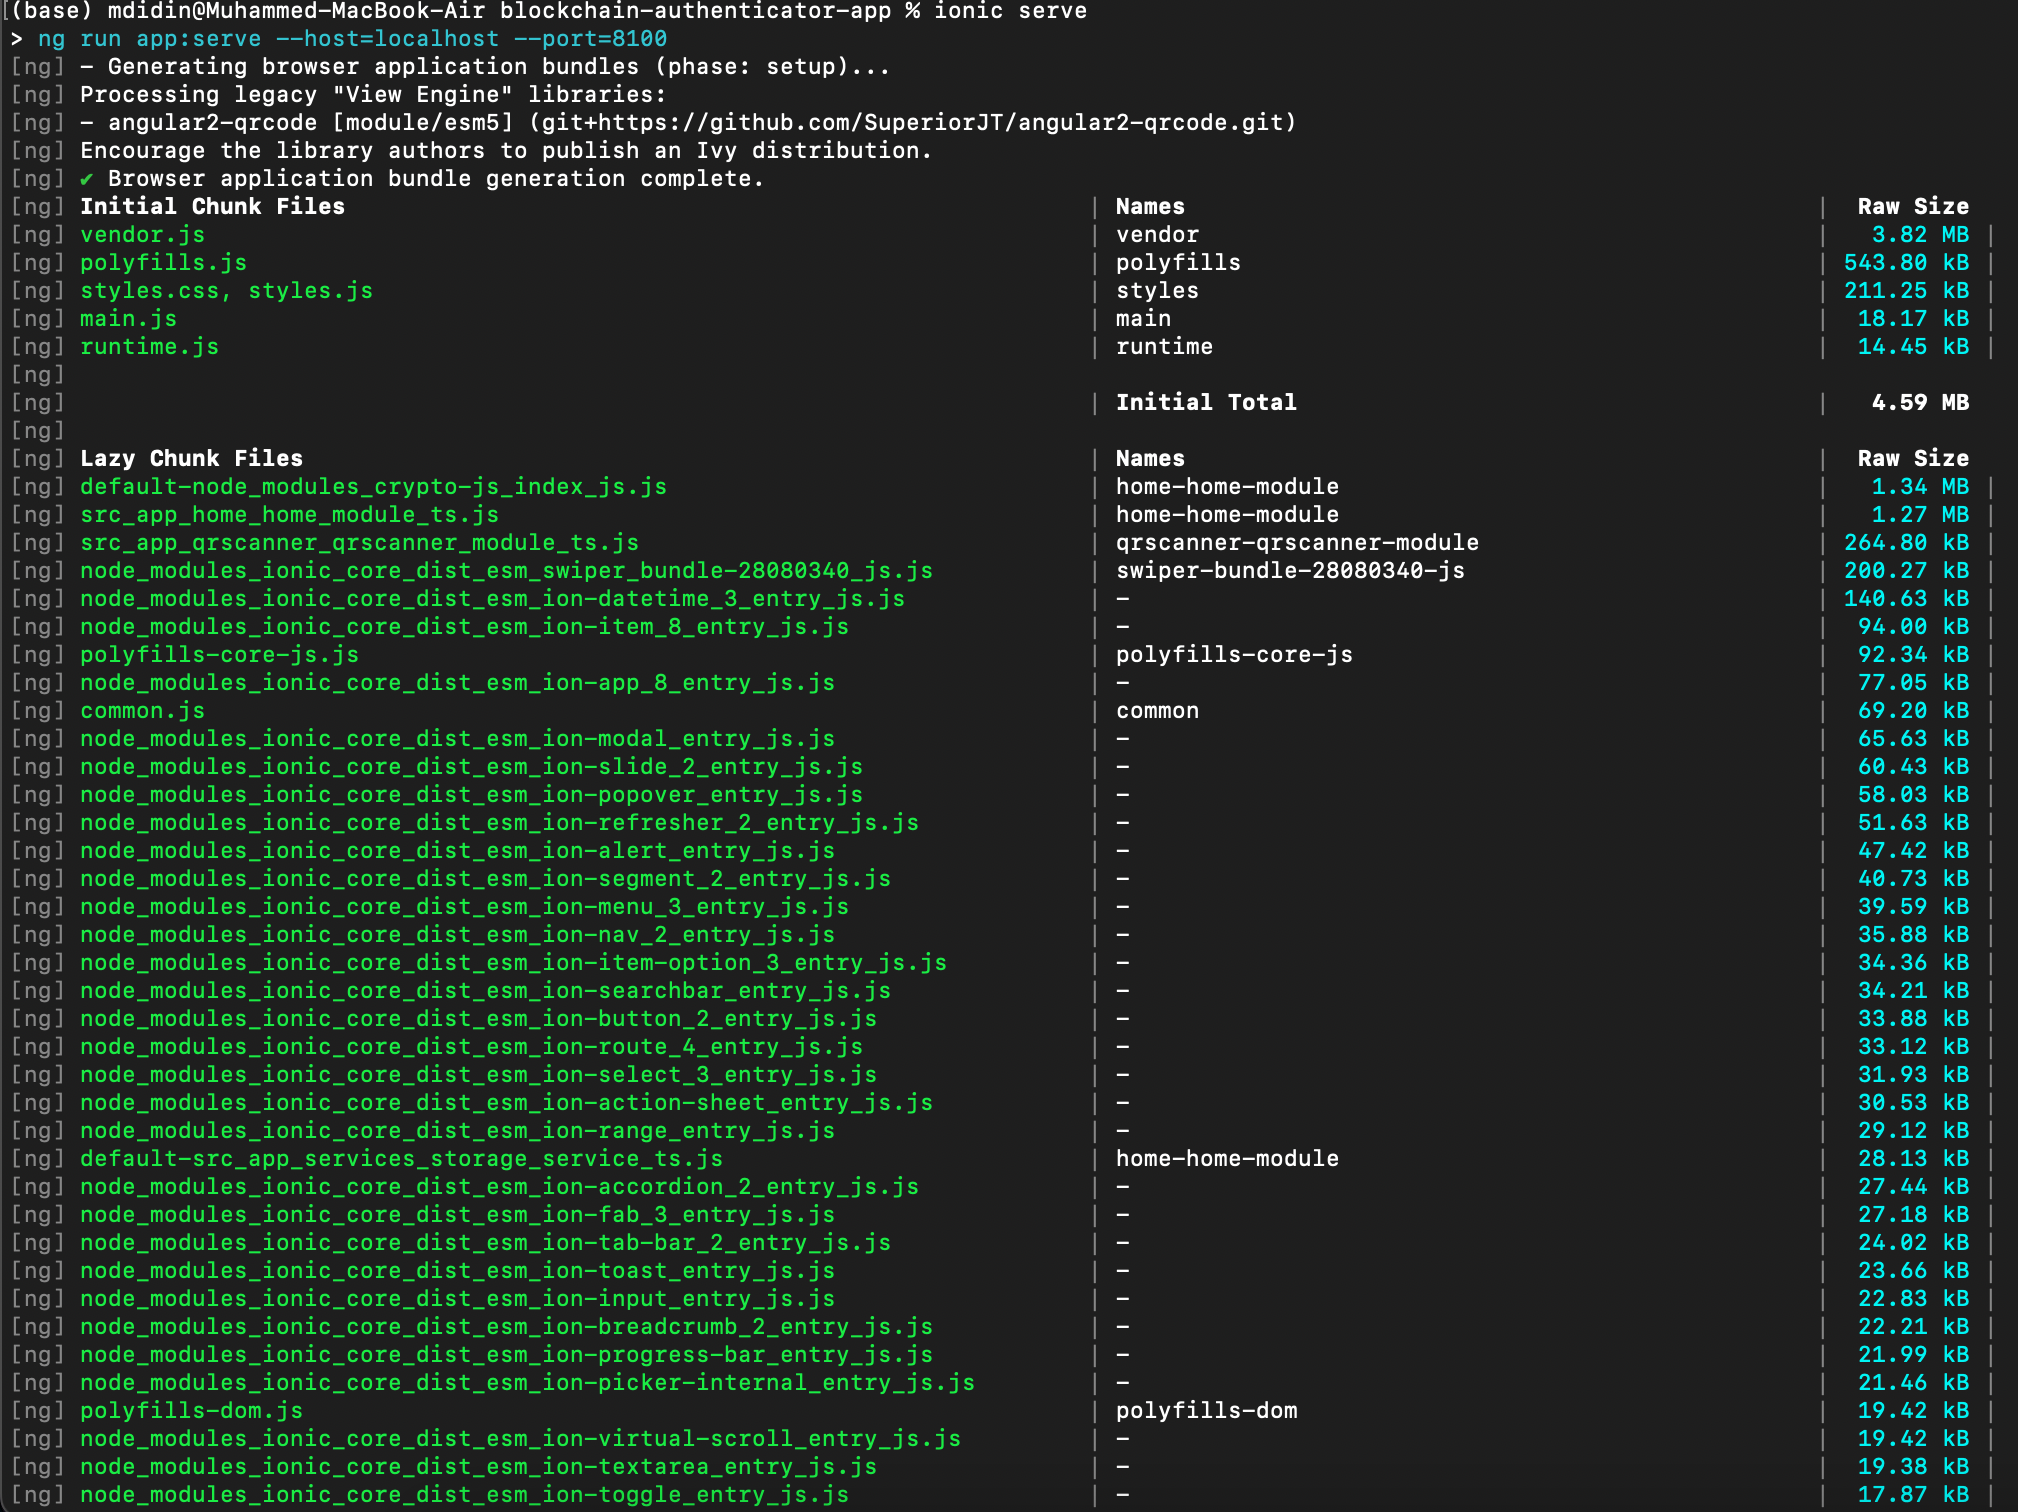 (base) mdidin@Muhammed-MacBook-Air blockchain-authenticator-app % ionic serve
> ng run app:serve --host=localhost --port=8100
[ng] - Generating browser application bundles (phase: setup)...
[ng] Processing legacy "View Engine" libraries:
[ng] - angular2-qrcode [module/esm5] (git+https://github.com/SuperiorJT/angular2-qrcode.git)
[ng] Encourage the library authors to publish an Ivy distribution.
[ng] ✔ Browser application bundle generation complete.
[ng] Initial Chunk Files | Names | Raw Size
[ng] vendor.js | vendor | 3.82 MB |
[ng] polyfills.js | polyfills | 543.80 kB |
[ng] styles.css, styles.js | styles | 211.25 kB |
[ng] main.js | main | 18.17 kB |
[ng] runtime.js | runtime | 14.45 kB |
[ng]
[ng] | Initial Total | 4.59 MB
[ng]
[ng] Lazy Chunk Files | Names | Raw Size
[ng] default-node_modules_crypto-js_index_js.js | home-home-module | 1.34 MB |
[ng] src_app_home_home_module_ts.js | home-home-module | 1.27 MB |
[ng] src_app_qrscanner_qrscanner_module_ts.js | qrscanner-qrscanner-module | 264.80 kB |
[ng] node_modules_ionic_core_dist_esm_swiper_bundle-28080340_js.js | swiper-bundle-28080340-js | 200.27 kB |
[ng] node_modules_ionic_core_dist_esm_ion-datetime_3_entry_js.js | - | 140.63 kB |
[ng] node_modules_ionic_core_dist_esm_ion-item_8_entry_js.js | - | 94.00 kB |
[ng] polyfills-core-js.js | polyfills-core-js | 92.34 kB |
[ng] node_modules_ionic_core_dist_esm_ion-app_8_entry_js.js | - | 77.05 kB |
[ng] common.js | common | 69.20 kB |
[ng] node_modules_ionic_core_dist_esm_ion-modal_entry_js.js | - | 65.63 kB |
[ng] node_modules_ionic_core_dist_esm_ion-slide_2_entry_js.js | - | 60.43 kB |
[ng] node_modules_ionic_core_dist_esm_ion-popover_entry_js.js | - | 58.03 kB |
[ng] node_modules_ionic_core_dist_esm_ion-refresher_2_entry_js.js | - | 51.63 kB |
[ng] node_modules_ionic_core_dist_esm_ion-alert_entry_js.js | - | 47.42 kB |
[ng] node_modules_ionic_core_dist_esm_ion-segment_2_entry_js.js | - | 40.73 kB |
[ng] node_modules_ionic_core_dist_esm_ion-menu_3_entry_js.js | - | 39.59 kB |
[ng] node_modules_ionic_core_dist_esm_ion-nav_2_entry_js.js | - | 35.88 kB |
[ng] node_modules_ionic_core_dist_esm_ion-item-option_3_entry_js.js | - | 34.36 kB |
[ng] node_modules_ionic_core_dist_esm_ion-searchbar_entry_js.js | - | 34.21 kB |
[ng] node_modules_ionic_core_dist_esm_ion-button_2_entry_js.js | - | 33.88 kB |
[ng] node_modules_ionic_core_dist_esm_ion-route_4_entry_js.js | - | 33.12 kB |
[ng] node_modules_ionic_core_dist_esm_ion-select_3_entry_js.js | - | 31.93 kB |
[ng] node_modules_ionic_core_dist_esm_ion-action-sheet_entry_js.js | - | 30.53 kB |
[ng] node_modules_ionic_core_dist_esm_ion-range_entry_js.js | - | 29.12 kB |
[ng] default-src_app_services_storage_service_ts.js | home-home-module | 28.13 kB |
[ng] node_modules_ionic_core_dist_esm_ion-accordion_2_entry_js.js | - | 27.44 kB |
[ng] node_modules_ionic_core_dist_esm_ion-fab_3_entry_js.js | - | 27.18 kB |
[ng] node_modules_ionic_core_dist_esm_ion-tab-bar_2_entry_js.js | - | 24.02 kB |
[ng] node_modules_ionic_core_dist_esm_ion-toast_entry_js.js | - | 23.66 kB |
[ng] node_modules_ionic_core_dist_esm_ion-input_entry_js.js | - | 22.83 kB |
[ng] node_modules_ionic_core_dist_esm_ion-breadcrumb_2_entry_js.js | - | 22.21 kB |
[ng] node_modules_ionic_core_dist_esm_ion-progress-bar_entry_js.js | - | 21.99 kB |
[ng] node_modules_ionic_core_dist_esm_ion-picker-internal_entry_js.js | - | 21.46 kB |
[ng] polyfills-dom.js | polyfills-dom | 19.42 kB |
[ng] node_modules_ionic_core_dist_esm_ion-virtual-scroll_entry_js.js | - | 19.42 kB |
[ng] node_modules_ionic_core_dist_esm_ion-textarea_entry_js.js | - | 19.38 kB |
[ng] node_modules_ionic_core_dist_esm_ion-toggle_entry_js.js | - | 17.87 kB |